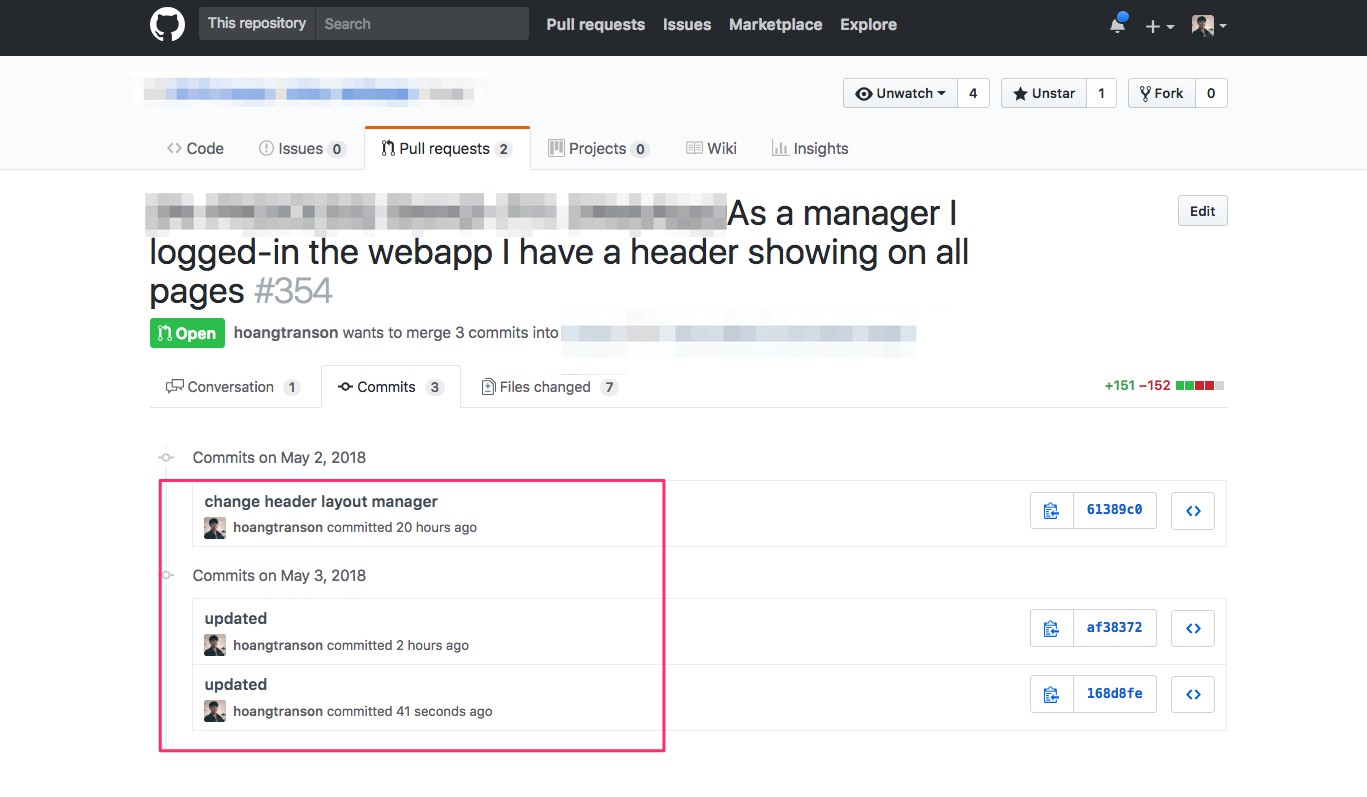 This repository Search Pull requests Issues Marketplace Explore
Unwatch 4 Unstar 1 Fork 0
Code Issues 0 Pull requests 2 Projects 0 Wiki Insights
As a manager I
logged-in the webapp I have a header showing on all
pages #354
Edit
Open hoangtranson wants to merge 3 commits into
Conversation 1 Commits 3 Files changed 7 +151 −152
Commits on May 2, 2018
change header layout manager
hoangtranson committed 20 hours ago
61389c0
Commits on May 3, 2018
updated
hoangtranson committed 2 hours ago
af38372
updated
hoangtranson committed 41 seconds ago
168d8fe